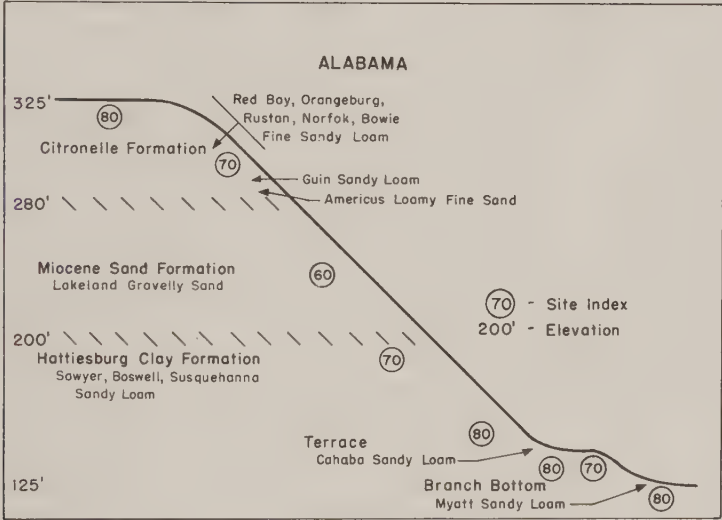 ALABAMA
325'
80
Red Bay, Orangeburg,
Rustan, Norfok, Bowie
Fine Sandy Loam
Citronelle Formation
70
Guin Sandy Loam
Americus Loamy Fine Sand
280'
Miocene Sand Formation
Lakeland Gravelly Sand
60
70 - Site Index
200' - Elevation
200'
Hattiesburg Clay Formation
Sawyer, Boswell, Susquehanna
Sandy Loam
70
80
Terrace
Cahaba Sandy Loam
80
70
125'
Branch Bottom
Myatt Sandy Loam
80